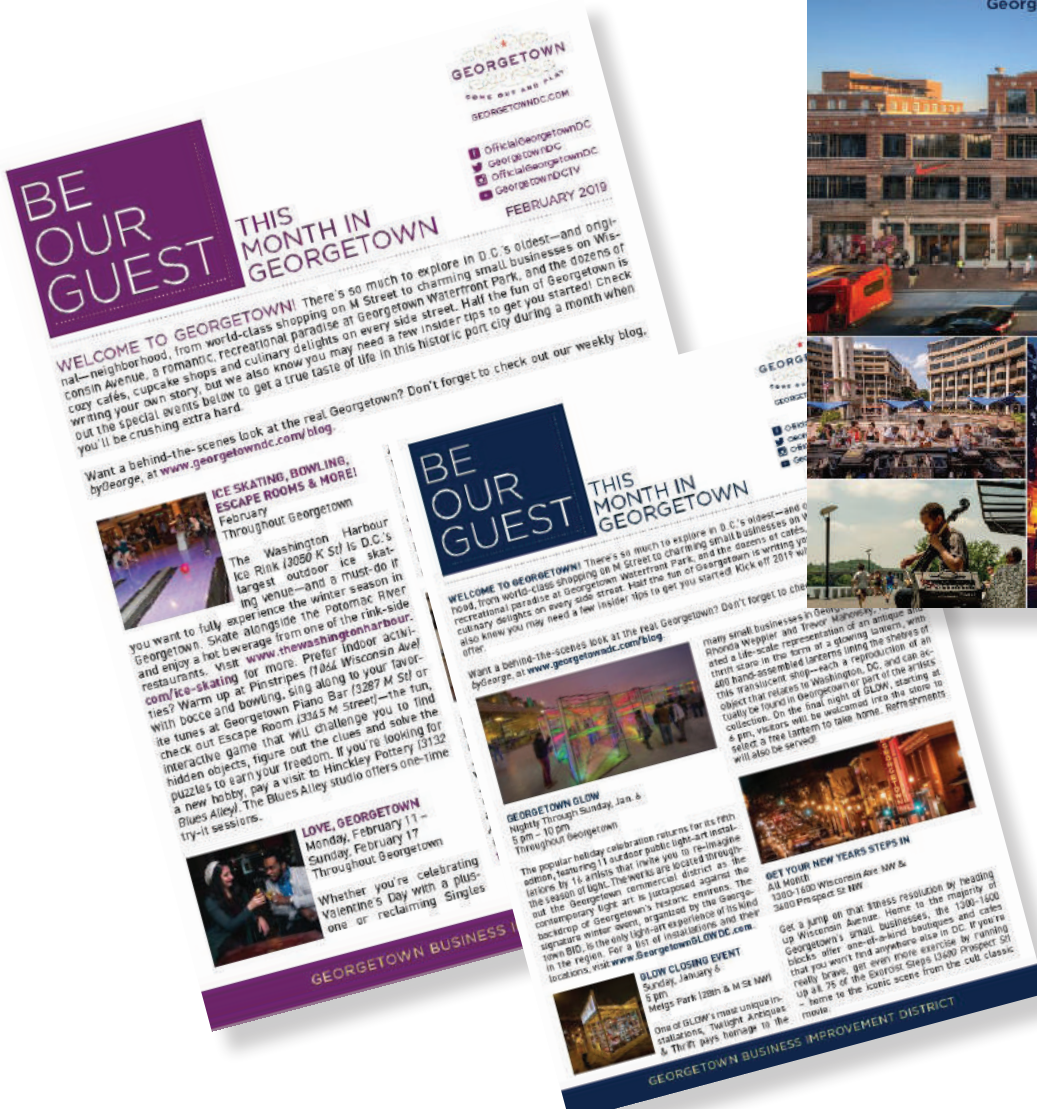 Georg
GEORGETOWN
COME OUT AND PLAY
GEORGETOWNDC.COM
OfficialGeorgetownDC
GeorgetownDC
OfficialGeorgetownDC
GeorgetownDCTV
FEBRUARY 2019
BE
OUR
GUEST
THIS
MONTH IN
GEORGETOWN
WELCOME TO GEORGETOWN! There's so much to explore in D.C.'s oldest—and origi-
nal—neighborhood, from world-class shopping on M Street to charming small businesses on Wis-
consin Avenue, a romantic, recreational paradise at Georgetown Waterfront Park, and the dozens of
cozy cafés, cupcake shops and culinary delights on every side street. Half the fun of Georgetown is
writing your own story, but we also know you may need a few insider tips to get you started! Check
out the special events below to get a true taste of life in this historic port city during a month when
you'll be crushing extra hard.
Want a behind-the-scenes look at the real Georgetown? Don't forget to check out our weekly blog,
byGeorge, at www.georgetowndc.com/blog.
ICE SKATING, BOWLING,
ESCAPE ROOMS & MORE!
February
Throughout Georgetown
The Washington Harbour
Ice Rink (3050 K St) is D.C.'s
largest outdoor ice skat-
ing venue—and a must-do if
you want to fully experience the winter season in
Georgetown. Skate alongside the Potomac River
and enjoy a hot beverage from one of the rink-side
restaurants. Visit www.thewashingtonharbour.
com/ice-skating for more. Prefer indoor activi-
ties? Warm up at Pinstripes (1064 Wisconsin Ave)
with bocce and bowling, sing along to your favor-
ite tunes at Georgetown Piano Bar (3287 M St) or
check out Escape Room (3345 M Street)—the fun,
interactive game that will challenge you to find
hidden objects, figure out the clues and solve the
puzzles to earn your freedom. If you're looking for
a new hobby, pay a visit to Hinckley Pottery (3132
Blues Alley). The Blues Alley studio offers one-time
try-it sessions.
LOVE, GEORGETOWN
Monday, February 11 –
Sunday, February 17
Throughout Georgetown
Whether you're celebrating
Valentine's Day with a plus-
one or reclaiming Singles
GEORGETOWN BUSINESS I
GEORG
BE
OUR
GUEST
THIS
MONTH IN
GEORGETOWN
WELCOME TO GEORGETOWN! There's so much to explore in D.C.'s oldest—and o
hood, from world-class shopping on M Street to charming small businesses on W
recreational paradise at Georgetown Waterfront Park, and the dozens of cafés,
culinary delights on every side street. Half the fun of Georgetown is writing yo
also know you may need a few insider tips to get you started! Kick off 2019 wi
offer.
Want a behind-the-scenes look at the real Georgetown? Don't forget to che
byGeorge, at www.georgetowndc.com/blog.
GEORGETOWN GLOW
Nightly Through Sunday, Jan. 6
5 pm – 10 pm
Throughout Georgetown
The popular holiday celebration returns for its fifth
edition, featuring 11 outdoor public light-art instal-
lations by 16 artists that invite you to re-imagine
the season of light. The works are located through-
out the Georgetown commercial district as the
contemporary light art is juxtaposed against the
backdrop of Georgetown's historic environs. The
signature winter event, organized by the George-
town BID, is the only light-art experience of its kind
in the region. For a list of installations and their
locations, visit www.GeorgetownGLOWDC.com.
GLOW CLOSING EVENT
Sunday, January 6
5 pm
Meigs Park (28th & M St NW)
One of GLOW's most unique in-
stallations, Twilight Antiques
& Thrift pays homage to the
many small businesses in Georg
Rhonda Weppler and Trevor Mahovsky,
ated a life-scale representation of an antique and
thrift store in the form of a glowing lantern, with
400 hand-assembled lanterns lining the shelves of
this translucent shop—each a reproduction of an
object that relates to Washington, DC, and can ac-
tually be found in Georgetown or part of the artists'
collection. On the final night of GLOW, starting at
6 pm, visitors will be welcomed into the store to
select a free lantern to take home. Refreshments
will also be served!
GET YOUR NEW YEARS STEPS IN
All Month
1300-1600 Wisconsin Ave NW &
3600 Prospect St NW
Get a jump on that fitness resolution by heading
up Wisconsin Avenue. Home to the majority of
Georgetown's small businesses, the 1300-1600
blocks offer one-of-a-kind boutiques and cafes
that you won't find anywhere else in DC. If you're
really brave, get even more exercise by running
up all 75 of the Exorcist Steps (3600 Prospect St)
– home to the iconic scene from the cult classic
movie.
GEORGETOWN BUSINESS IMPROVEMENT DISTRICT